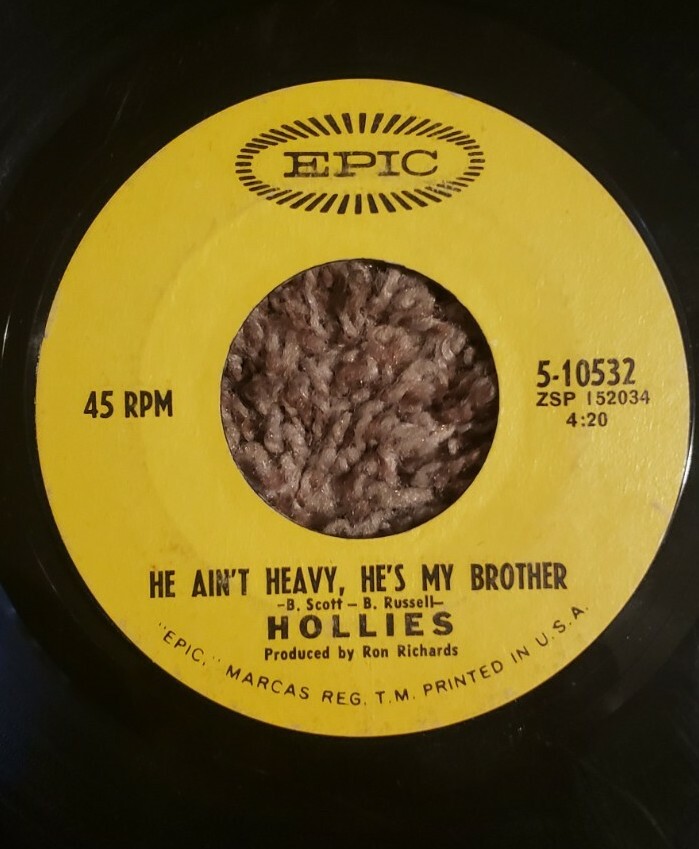 EPIC
45 RPM
5-10532
ZSP 152034
4:20
HE AIN'T HEAVY, HE'S MY BROTHER
-B. Scott – B. Russell-
HOLLIES
Produced by Ron Richards
"EPIC," MARCAS REG. T.M. PRINTED IN U.S.A.